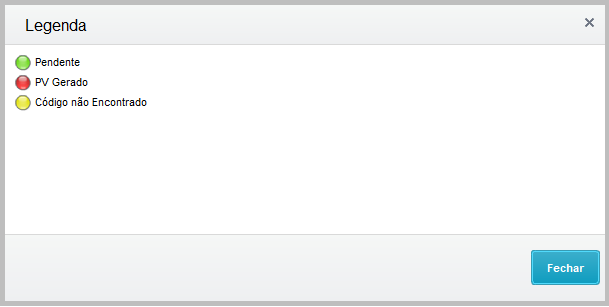 Legenda
Pendente
PV Gerado
Código não Encontrado
Fechar